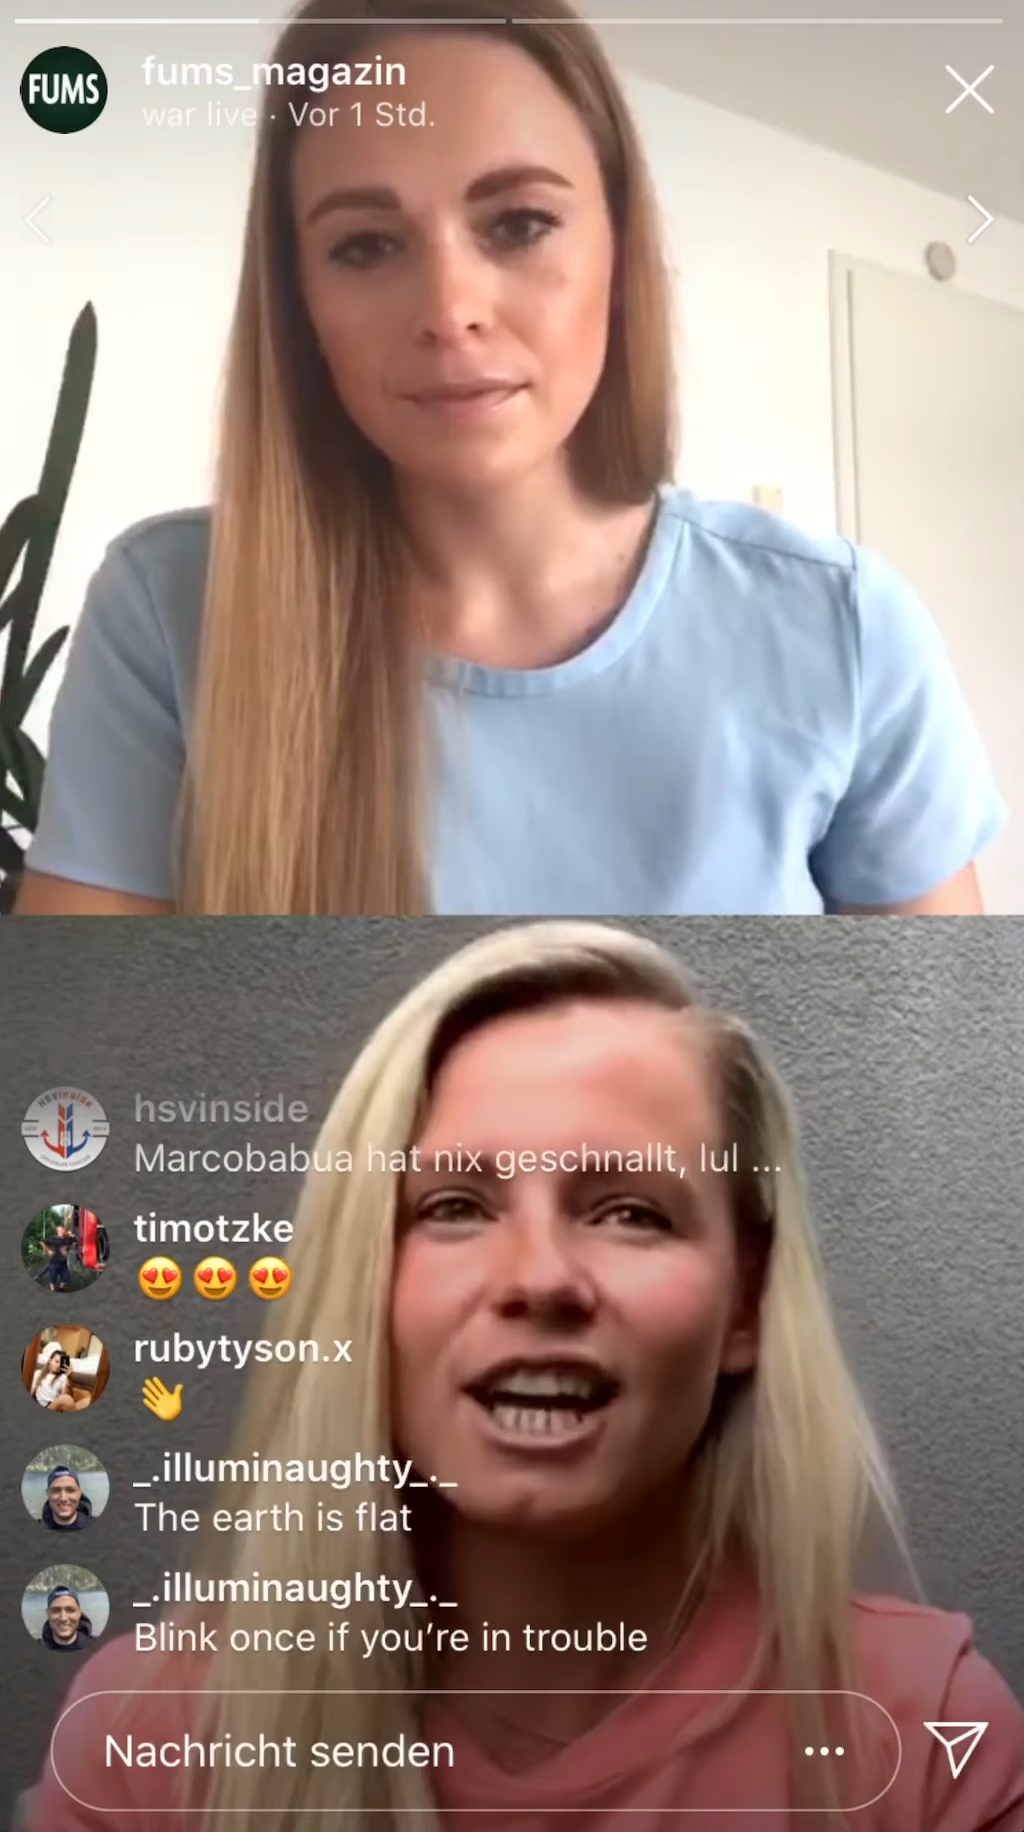 FUMS
fums_magazin
war live · Vor 1 Std.
hsvinside
Marcobabua hat nix geschnallt, lul ...
timotzke
😍😍😍
rubytyson.x
👋
_.illuminaughty_._
The earth is flat
_.illuminaughty_._
Blink once if you’re in trouble
Nachricht senden